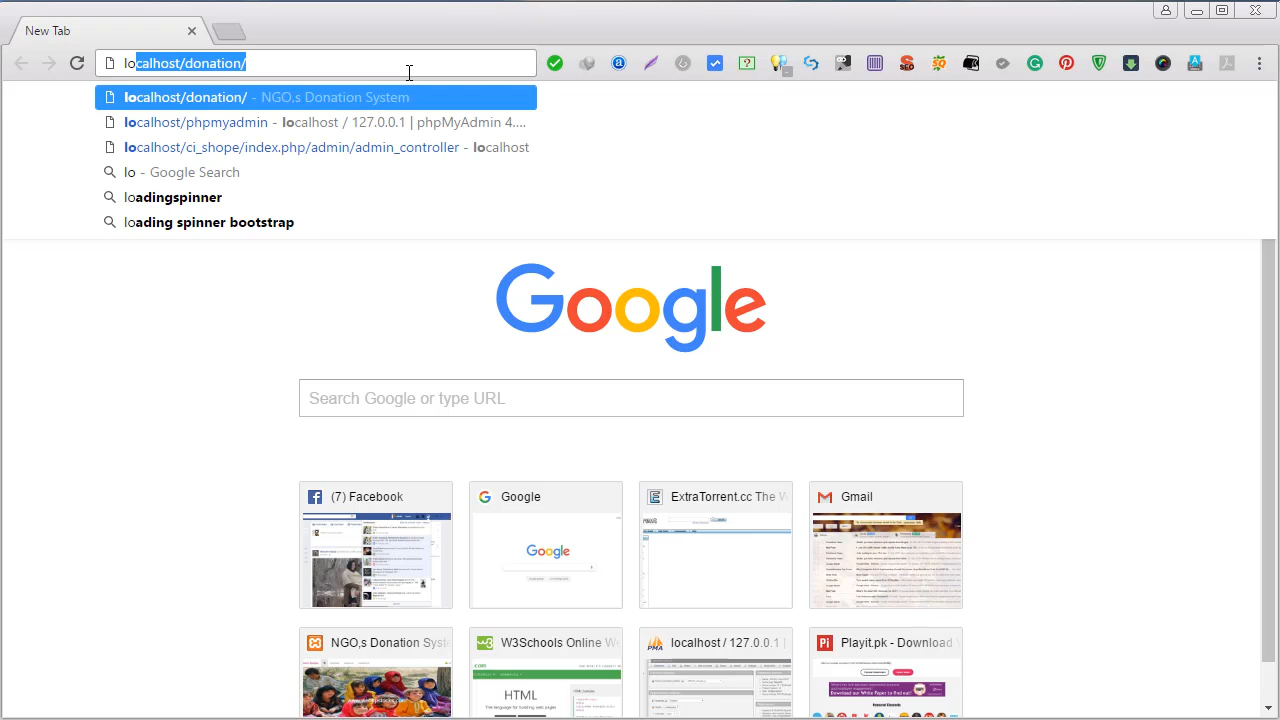 New Tab
localhost/donation/
localhost/donation/ - NGO,s Donation System
localhost/phpmyadmin - localhost / 127.0.0.1 | phpMyAdmin 4....
localhost/ci_shope/index.php/admin/admin_controller - localhost
lo - Google Search
loadingspinner
loading spinner bootstrap
Google
Search Google or type URL
(7) Facebook
Google
ExtraTorrent.cc The W
Gmail
Google
NGO,s Donation Syst
W3Schools Online We
localhost / 127.0.0.1 |
Playit.pk - Download
HTML